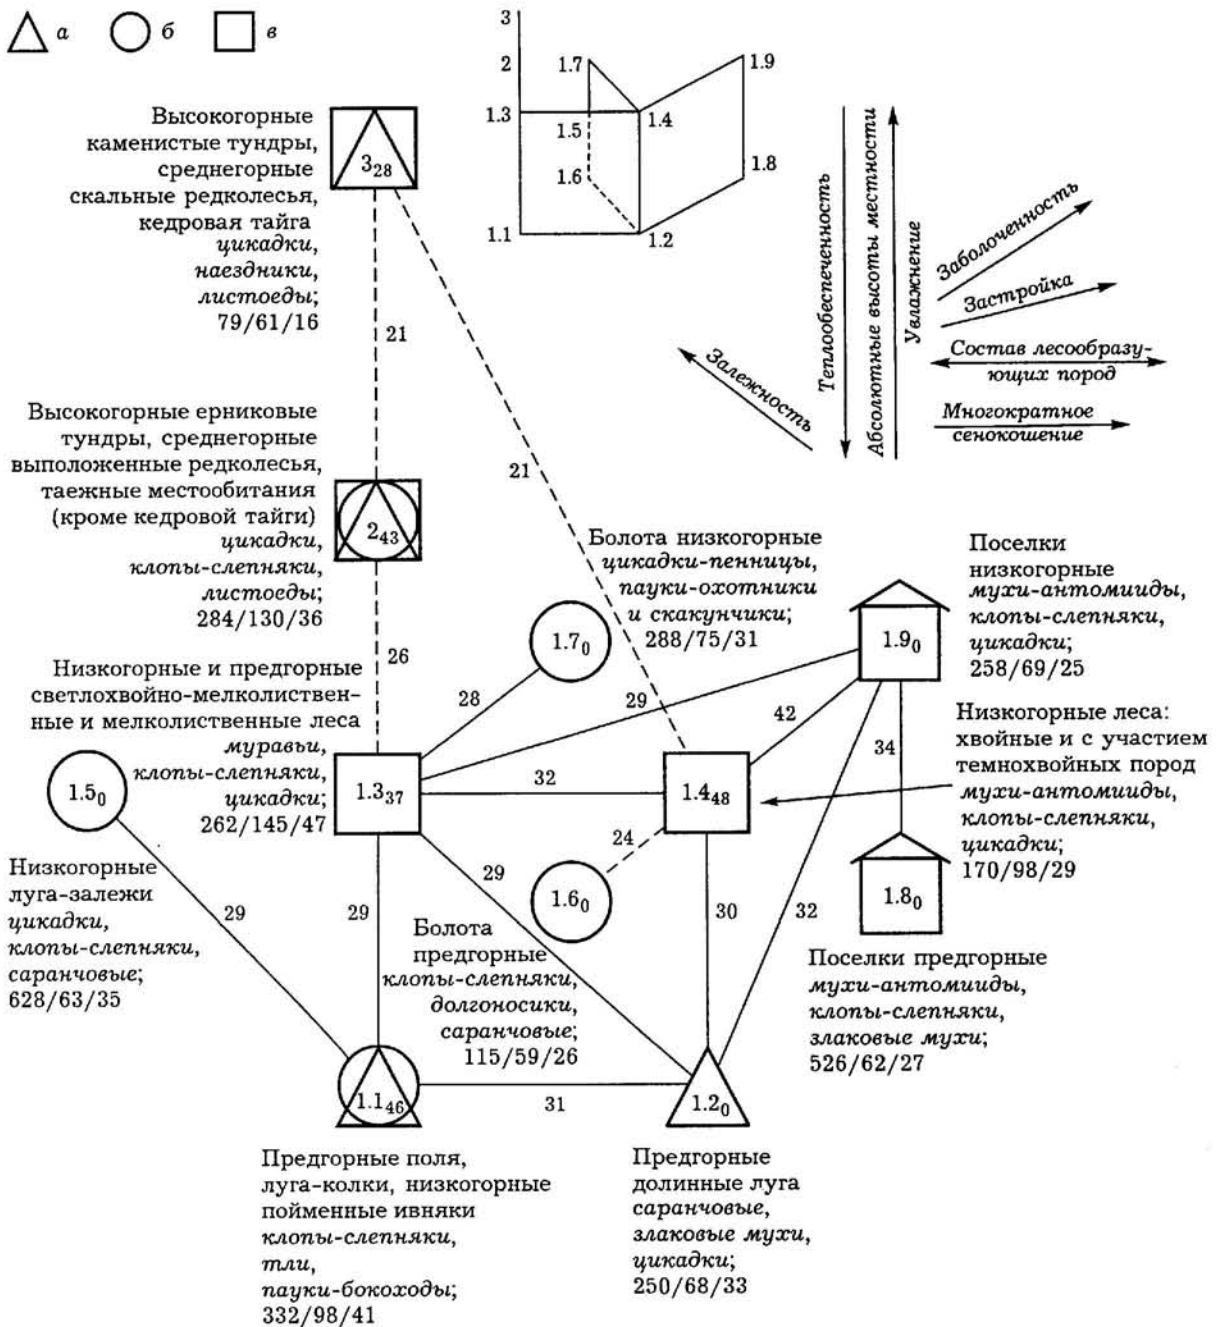 а б в
3
2
1.3
1.1
1.7
1.5
1.6
1.4
1.2
1.9
1.8
Теплообеспеченность
Абсолютные высоты местности
Увлажнение
Заболоченность
Застройка
Состав лесообразу-
ющих пород
Многократное
сенокошение
Залежность
Высокогорные
каменистые тундры,
среднегорные
скальные редколесья,
кедровая тайга
цикадки,
наездники,
листоеды;
79/61/16
3₂₈
21
21
Высокогорные ерниковые
тундры, среднегорные
выположенные редколесья,
таежные местообитания
(кроме кедровой тайги)
цикадки,
клопы-слепняки,
листоеды;
284/130/36
2₄₃
26
Болота низкогорные
цикадки-пенницы,
пауки-охотники
и скакунчики;
288/75/31
1.7₀
28
Поселки
низкогорные
мухи-антомииды,
клопы-слепняки,
цикадки;
258/69/25
1.9₀
29
42
34
Низкогорные и предгорные
светлохвойно-мелколиствен-
ные и мелколиственные леса
муравьи,
клопы-слепняки,
цикадки;
262/145/47
1.3₃₇
32
1.4₄₈
Низкогорные леса:
хвойные и с участием
темнохвойных пород
мухи-антомииды,
клопы-слепняки,
цикадки;
170/98/29
1.5₀
Низкогорные
луга-залежи
цикадки,
клопы-слепняки,
саранчовые;
628/63/35
29
29
29
24
1.6₀
30
32
1.8₀
Болота
предгорные
клопы-слепняки,
долгоносики,
саранчовые;
115/59/26
Поселки предгорные
мухи-антомииды,
клопы-слепняки,
злаковые мухи;
526/62/27
1.1₄₆
31
1.2₀
Предгорные поля,
луга-колки, низкогорные
пойменные ивняки
клопы-слепняки,
тли,
пауки-бокоходы;
332/98/41
Предгорные
долинные луга
саранчовые,
злаковые мухи,
цикадки;
250/68/33